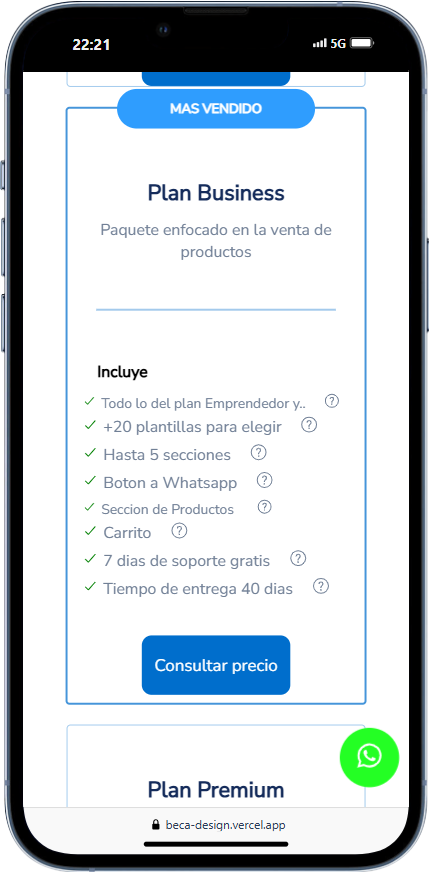 22:21
5G
MAS VENDIDO
Plan Business
Paquete enfocado en la venta de
productos
Incluye
Todo lo del plan Emprendedor y.. ?
+20 plantillas para elegir ?
Hasta 5 secciones ?
Boton a Whatsapp ?
Seccion de Productos ?
Carrito ?
7 dias de soporte gratis ?
Tiempo de entrega 40 dias ?
Consultar precio
Plan Premium
beca-design.vercel.app